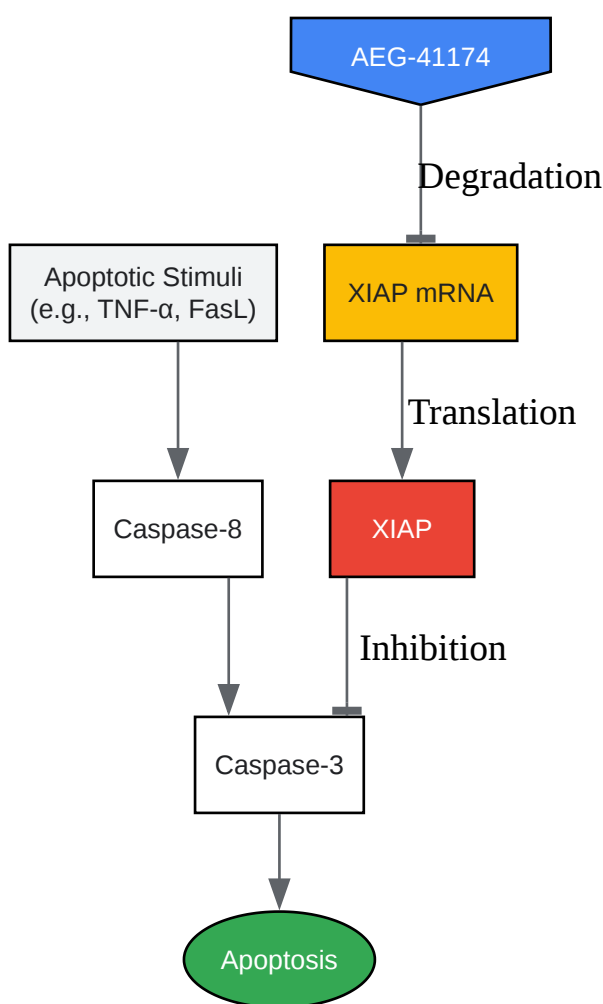 AEG-41174
Degradation
Apoptotic Stimuli
(e.g., TNF-α, FasL)
XIAP mRNA
Translation
Caspase-8
XIAP
Inhibition
Caspase-3
Apoptosis